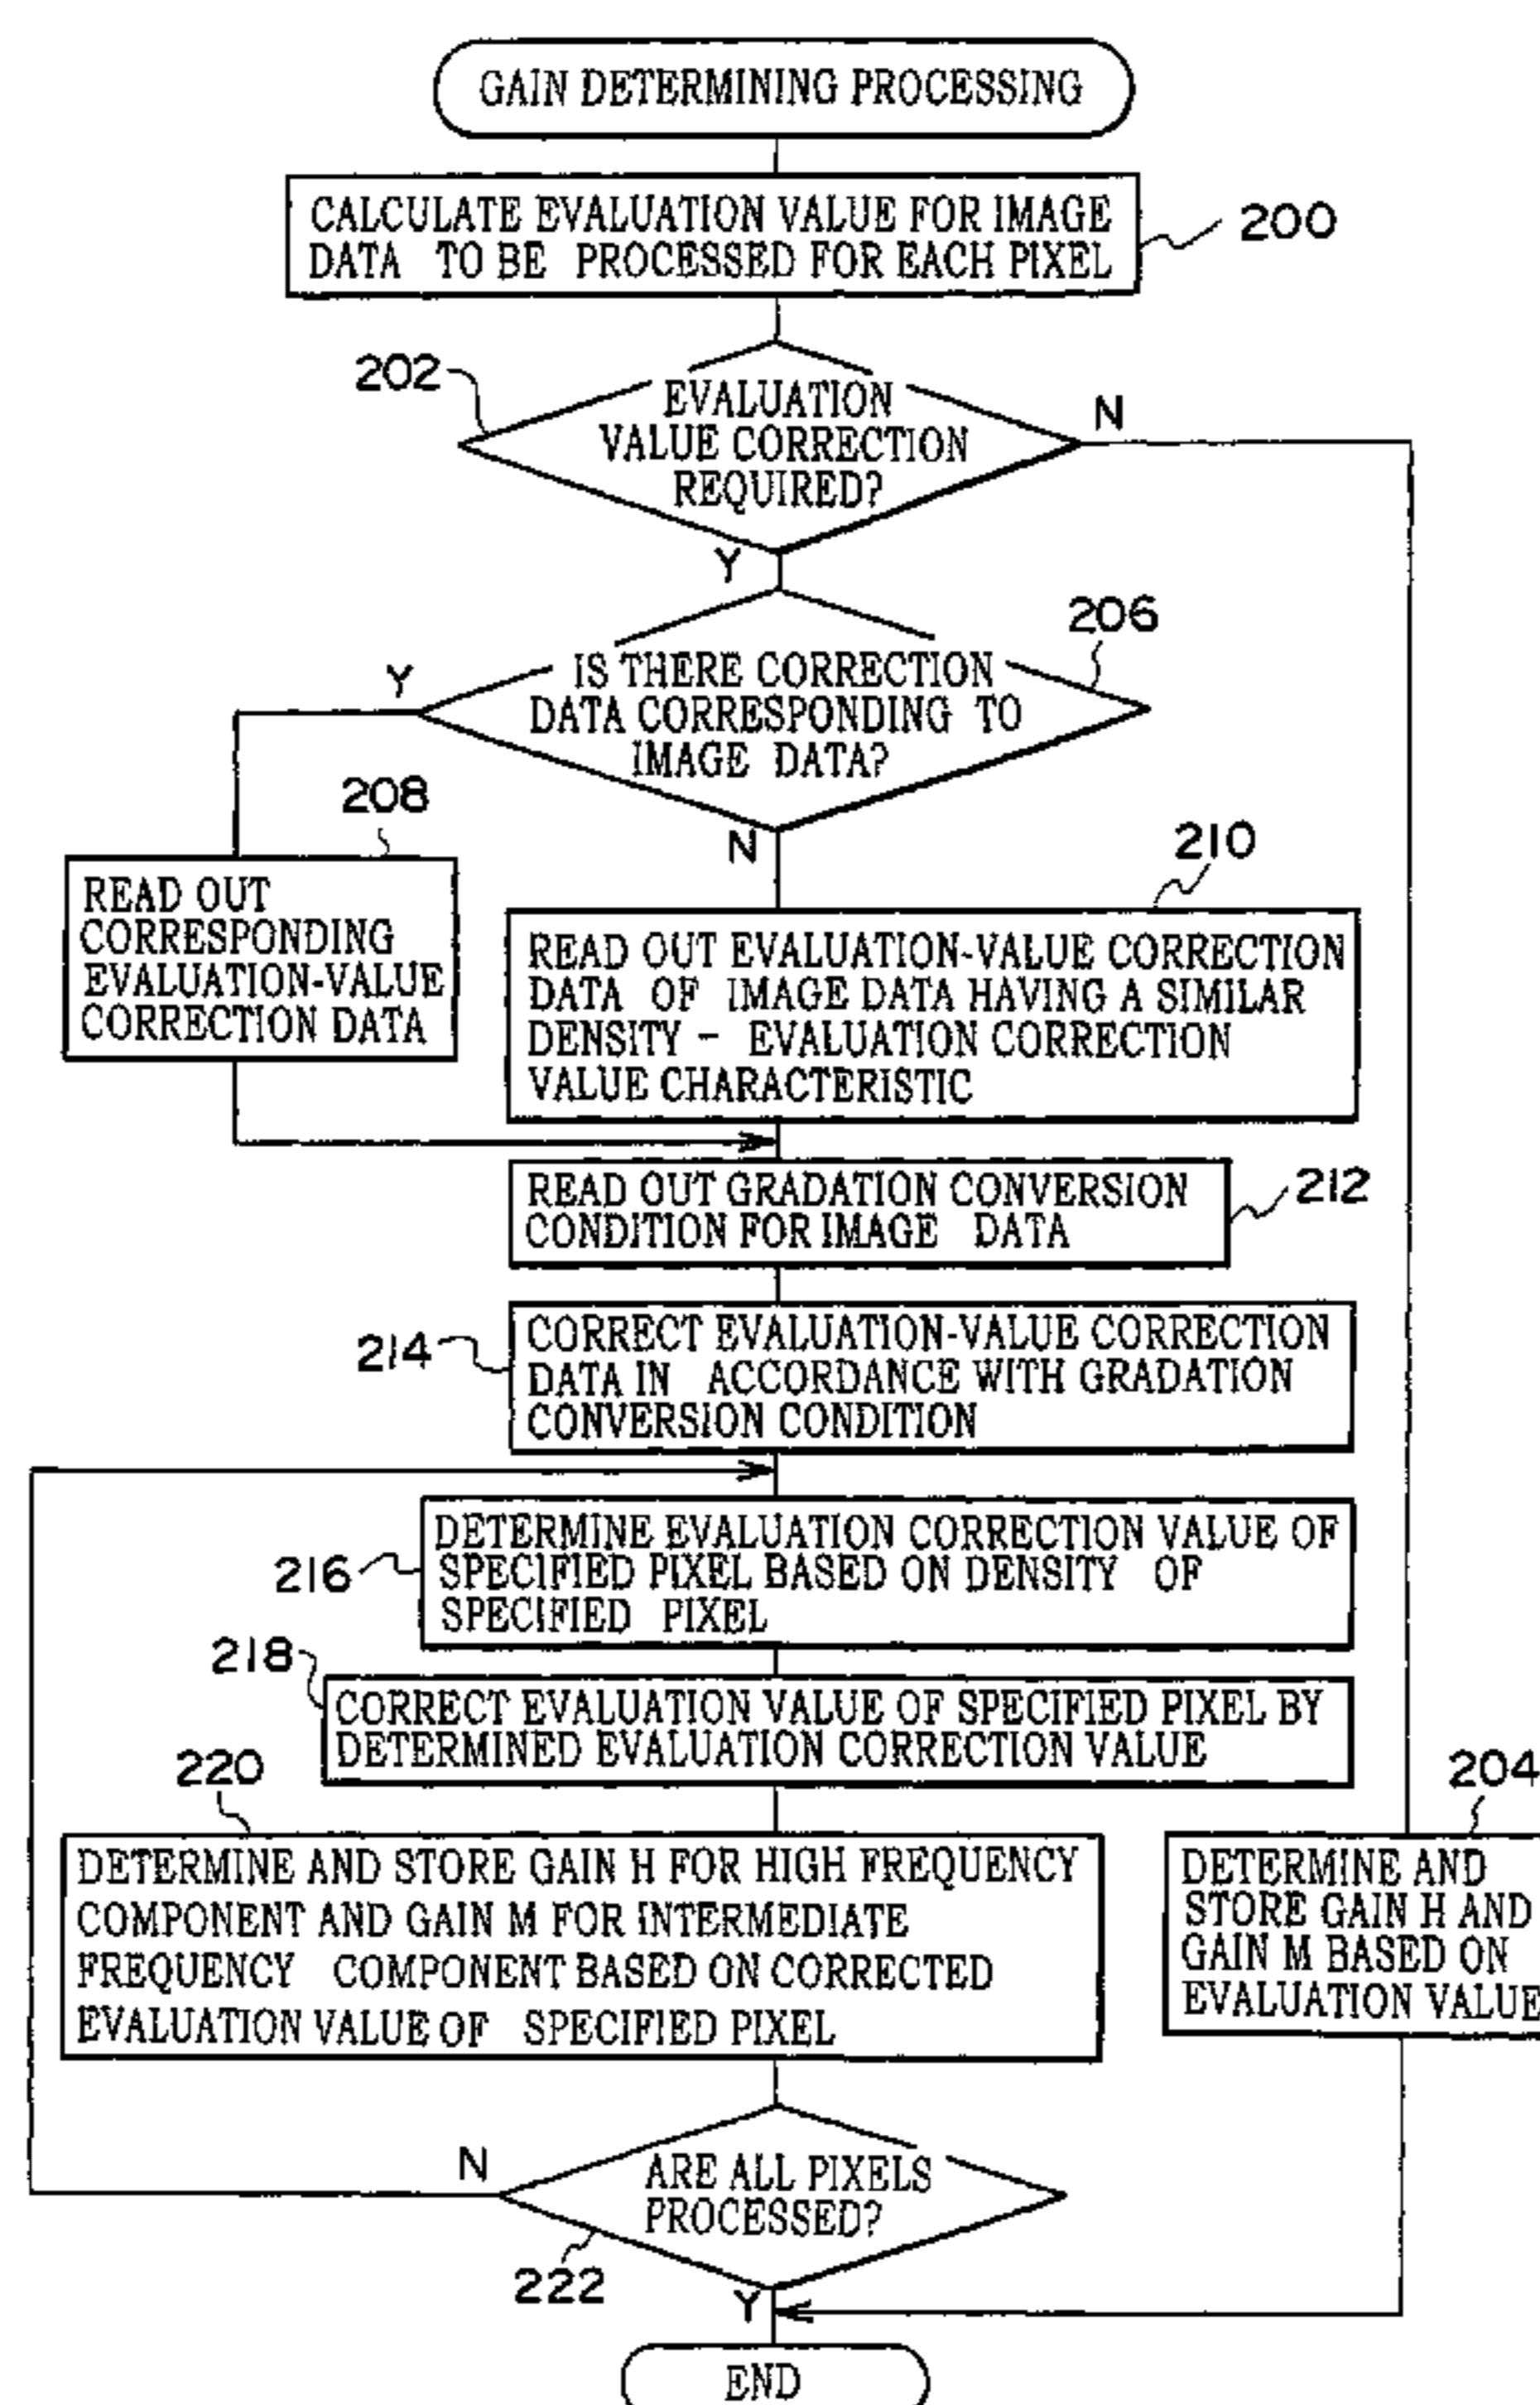 GAIN DETERMINING PROCESSING
CALCULATE EVALUATION VALUE FOR IMAGE
DATA TO BE PROCESSED FOR EACH PIXEL
200
202
EVALUATION
VALUE CORRECTION
REQUIRED?
N
Y
206
IS THERE CORRECTION
DATA CORRESPONDING TO
IMAGE DATA?
Y
N
208
READ OUT
CORRESPONDING
EVALUATION-VALUE
CORRECTION DATA
210
READ OUT EVALUATION-VALUE CORRECTION
DATA OF IMAGE DATA HAVING A SIMILAR
DENSITY - EVALUATION CORRECTION
VALUE CHARACTERISTIC
READ OUT GRADATION CONVERSION
CONDITION FOR IMAGE DATA
212
214
CORRECT EVALUATION-VALUE CORRECTION
DATA IN ACCORDANCE WITH GRADATION
CONVERSION CONDITION
216
DETERMINE EVALUATION CORRECTION VALUE OF
SPECIFIED PIXEL BASED ON DENSITY OF
SPECIFIED PIXEL
218
CORRECT EVALUATION VALUE OF SPECIFIED PIXEL BY
DETERMINED EVALUATION CORRECTION VALUE
220
DETERMINE AND STORE GAIN H FOR HIGH FREQUENCY
COMPONENT AND GAIN M FOR INTERMEDIATE
FREQUENCY COMPONENT BASED ON CORRECTED
EVALUATION VALUE OF SPECIFIED PIXEL
204
DETERMINE AND
STORE GAIN H AND
GAIN M BASED ON
EVALUATION VALUE
N
ARE ALL PIXELS
PROCESSED?
222
Y
END